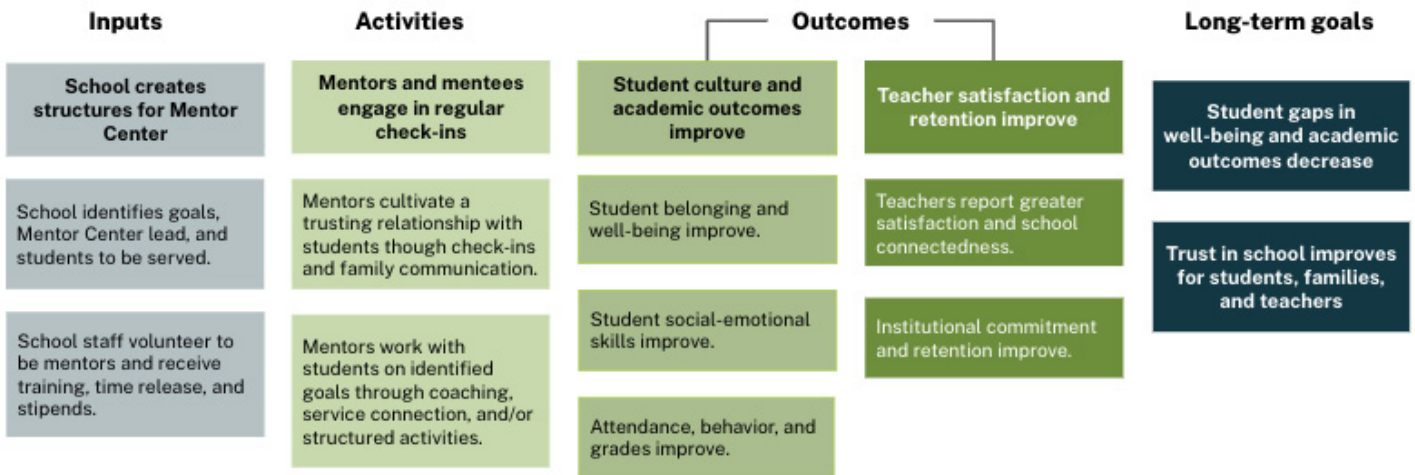 Inputs
Activities
Outcomes
Long-term goals
School creates
structures for Mentor
Center
School identifies goals,
Mentor Center lead, and
students to be served.
School staff volunteer to
be mentors and receive
training, time release, and
stipends.
Mentors and mentees
engage in regular
check-ins
Mentors cultivate a
trusting relationship with
students though check-ins
and family communication.
Mentors work with
students on identified
goals through coaching,
service connection, and/or
structured activities.
Student culture and
academic outcomes
improve
Student belonging and
well-being improve.
Student social-emotional
skills improve.
Attendance, behavior, and
grades improve.
Teacher satisfaction and
retention improve
Teachers report greater
satisfaction and school
connectedness.
Institutional commitment
and retention improve.
Student gaps in
well-being and academic
outcomes decrease
Trust in school improves
for students, families,
and teachers